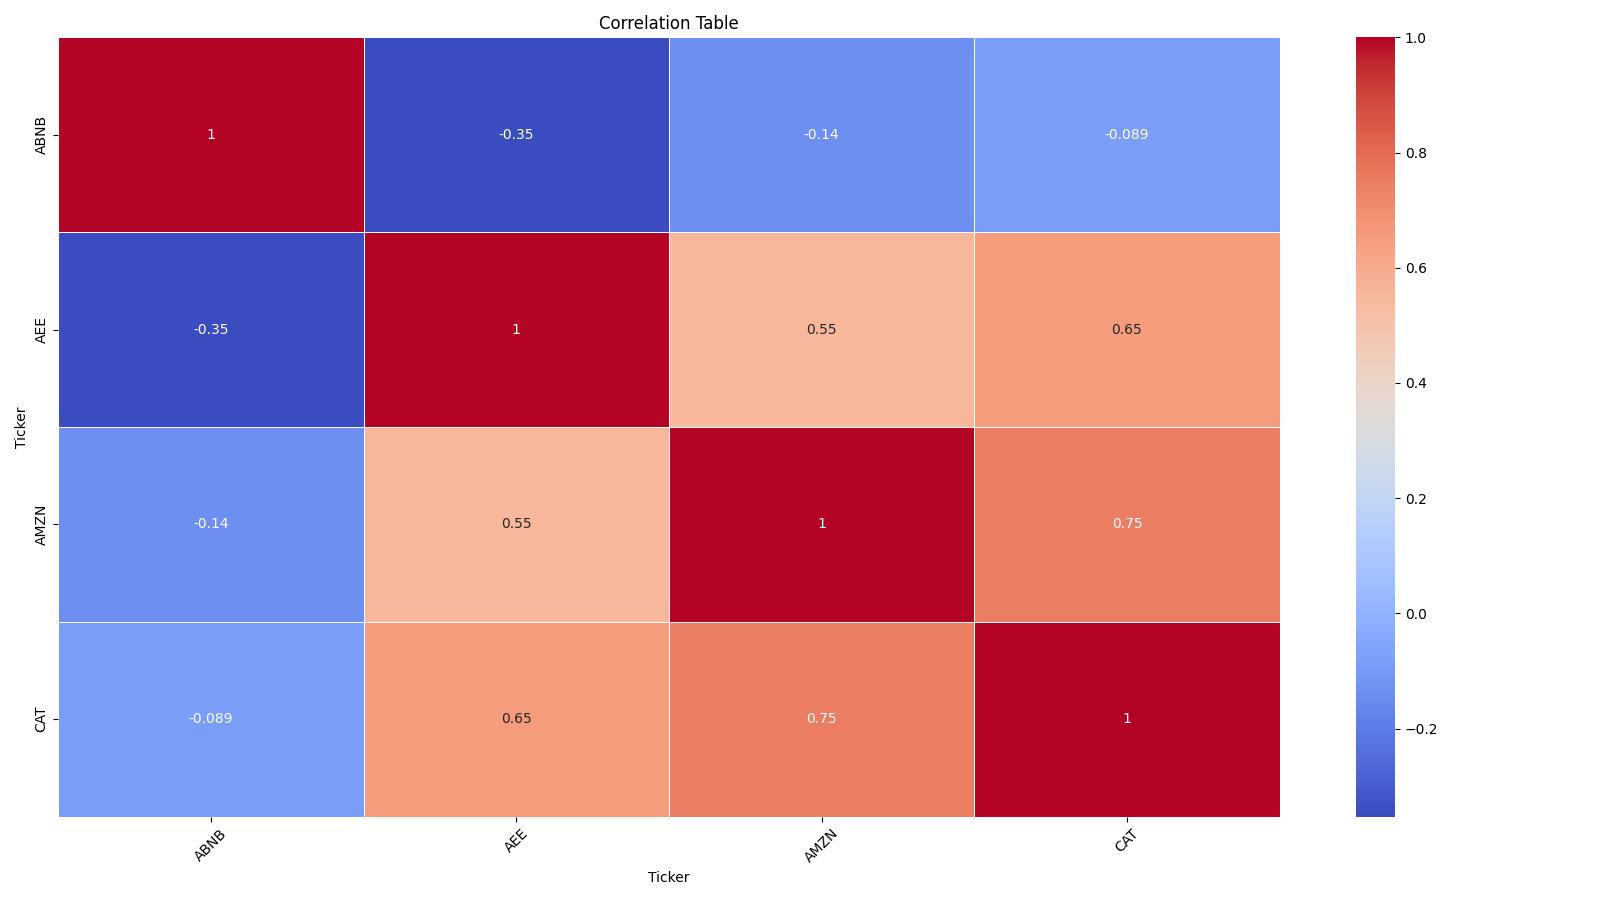 Correlation Table
ABNB 1 -0.35 -0.14 -0.089
AEE -0.35 1 0.55 0.65
AMZN -0.14 0.55 1 0.75
CAT -0.089 0.65 0.75 1
Ticker
ABNB AEE AMZN CAT
Ticker
1.0
0.8
0.6
0.4
0.2
0.0
−0.2